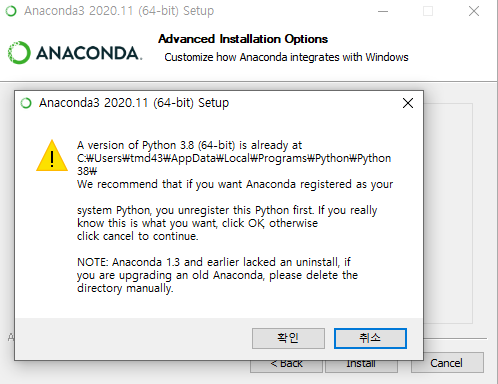 Anaconda3 2020.11 (64-bit) Setup
Advanced Installation Options
Customize how Anaconda integrates with Windows
ANACONDA.
Anaconda3 2020.11 (64-bit) Setup
A version of Python 3.8 (64-bit) is already at
C:₩Users₩tmd43₩AppData₩Local₩Programs₩Python₩Python
38₩
We recommend that if you want Anaconda registered as your
system Python, you unregister this Python first. If you really
know this is what you want, click OK, otherwise
click cancel to continue.
NOTE: Anaconda 1.3 and earlier lacked an uninstall, if
you are upgrading an old Anaconda, please delete the
directory manually.
확인
취소
< Back
Install
Cancel